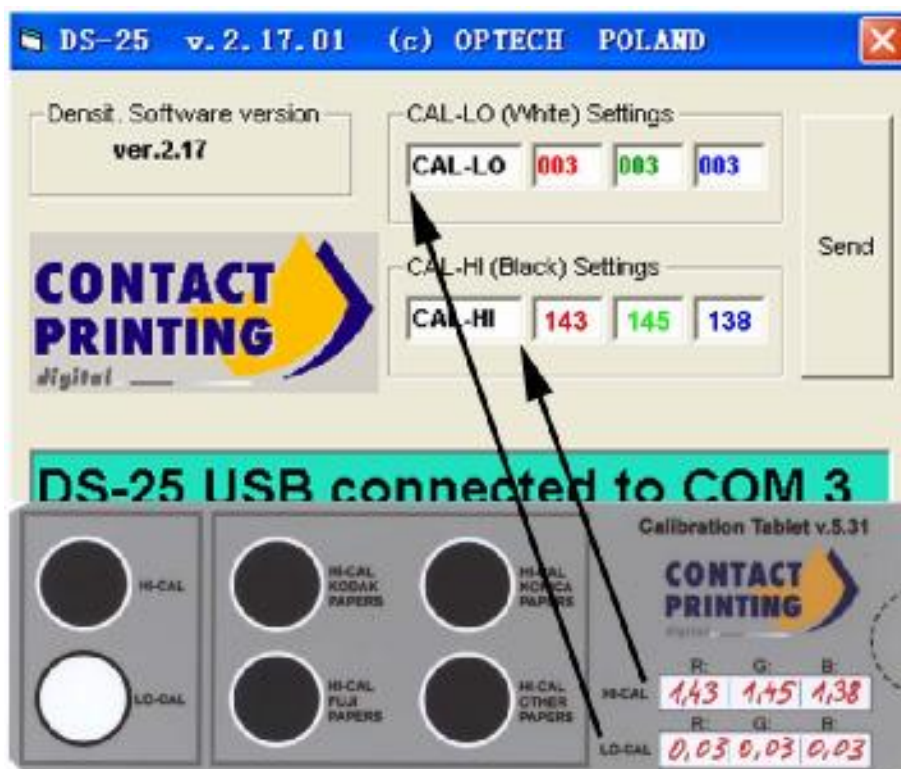 DS-25 v.2.17.01 (c) OPTECH POLAND
Densit. Software version
ver.2.17
CAL-LO (White) Settings
CAL-LO 003 003 003
Send
CONTACT
PRINTING
digital
CAL-HI (Black) Settings
CAL-HI 143 145 138
DS-25 USB connected to COM 3
Calibration Tablet v.5.31
HI-CAL
HI-CAL
KODAK
PAPERS
HI-CAL
KONICA
PAPERS
CONTACT
PRINTING
digital
LO-CAL
HI-CAL
FUJI
PAPERS
HI-CAL
OTHER
PAPERS
R: G: B:
HI-CAL 1,43 1,45 1,38
R: G: B:
LO-CAL 0,03 0,03 0,03